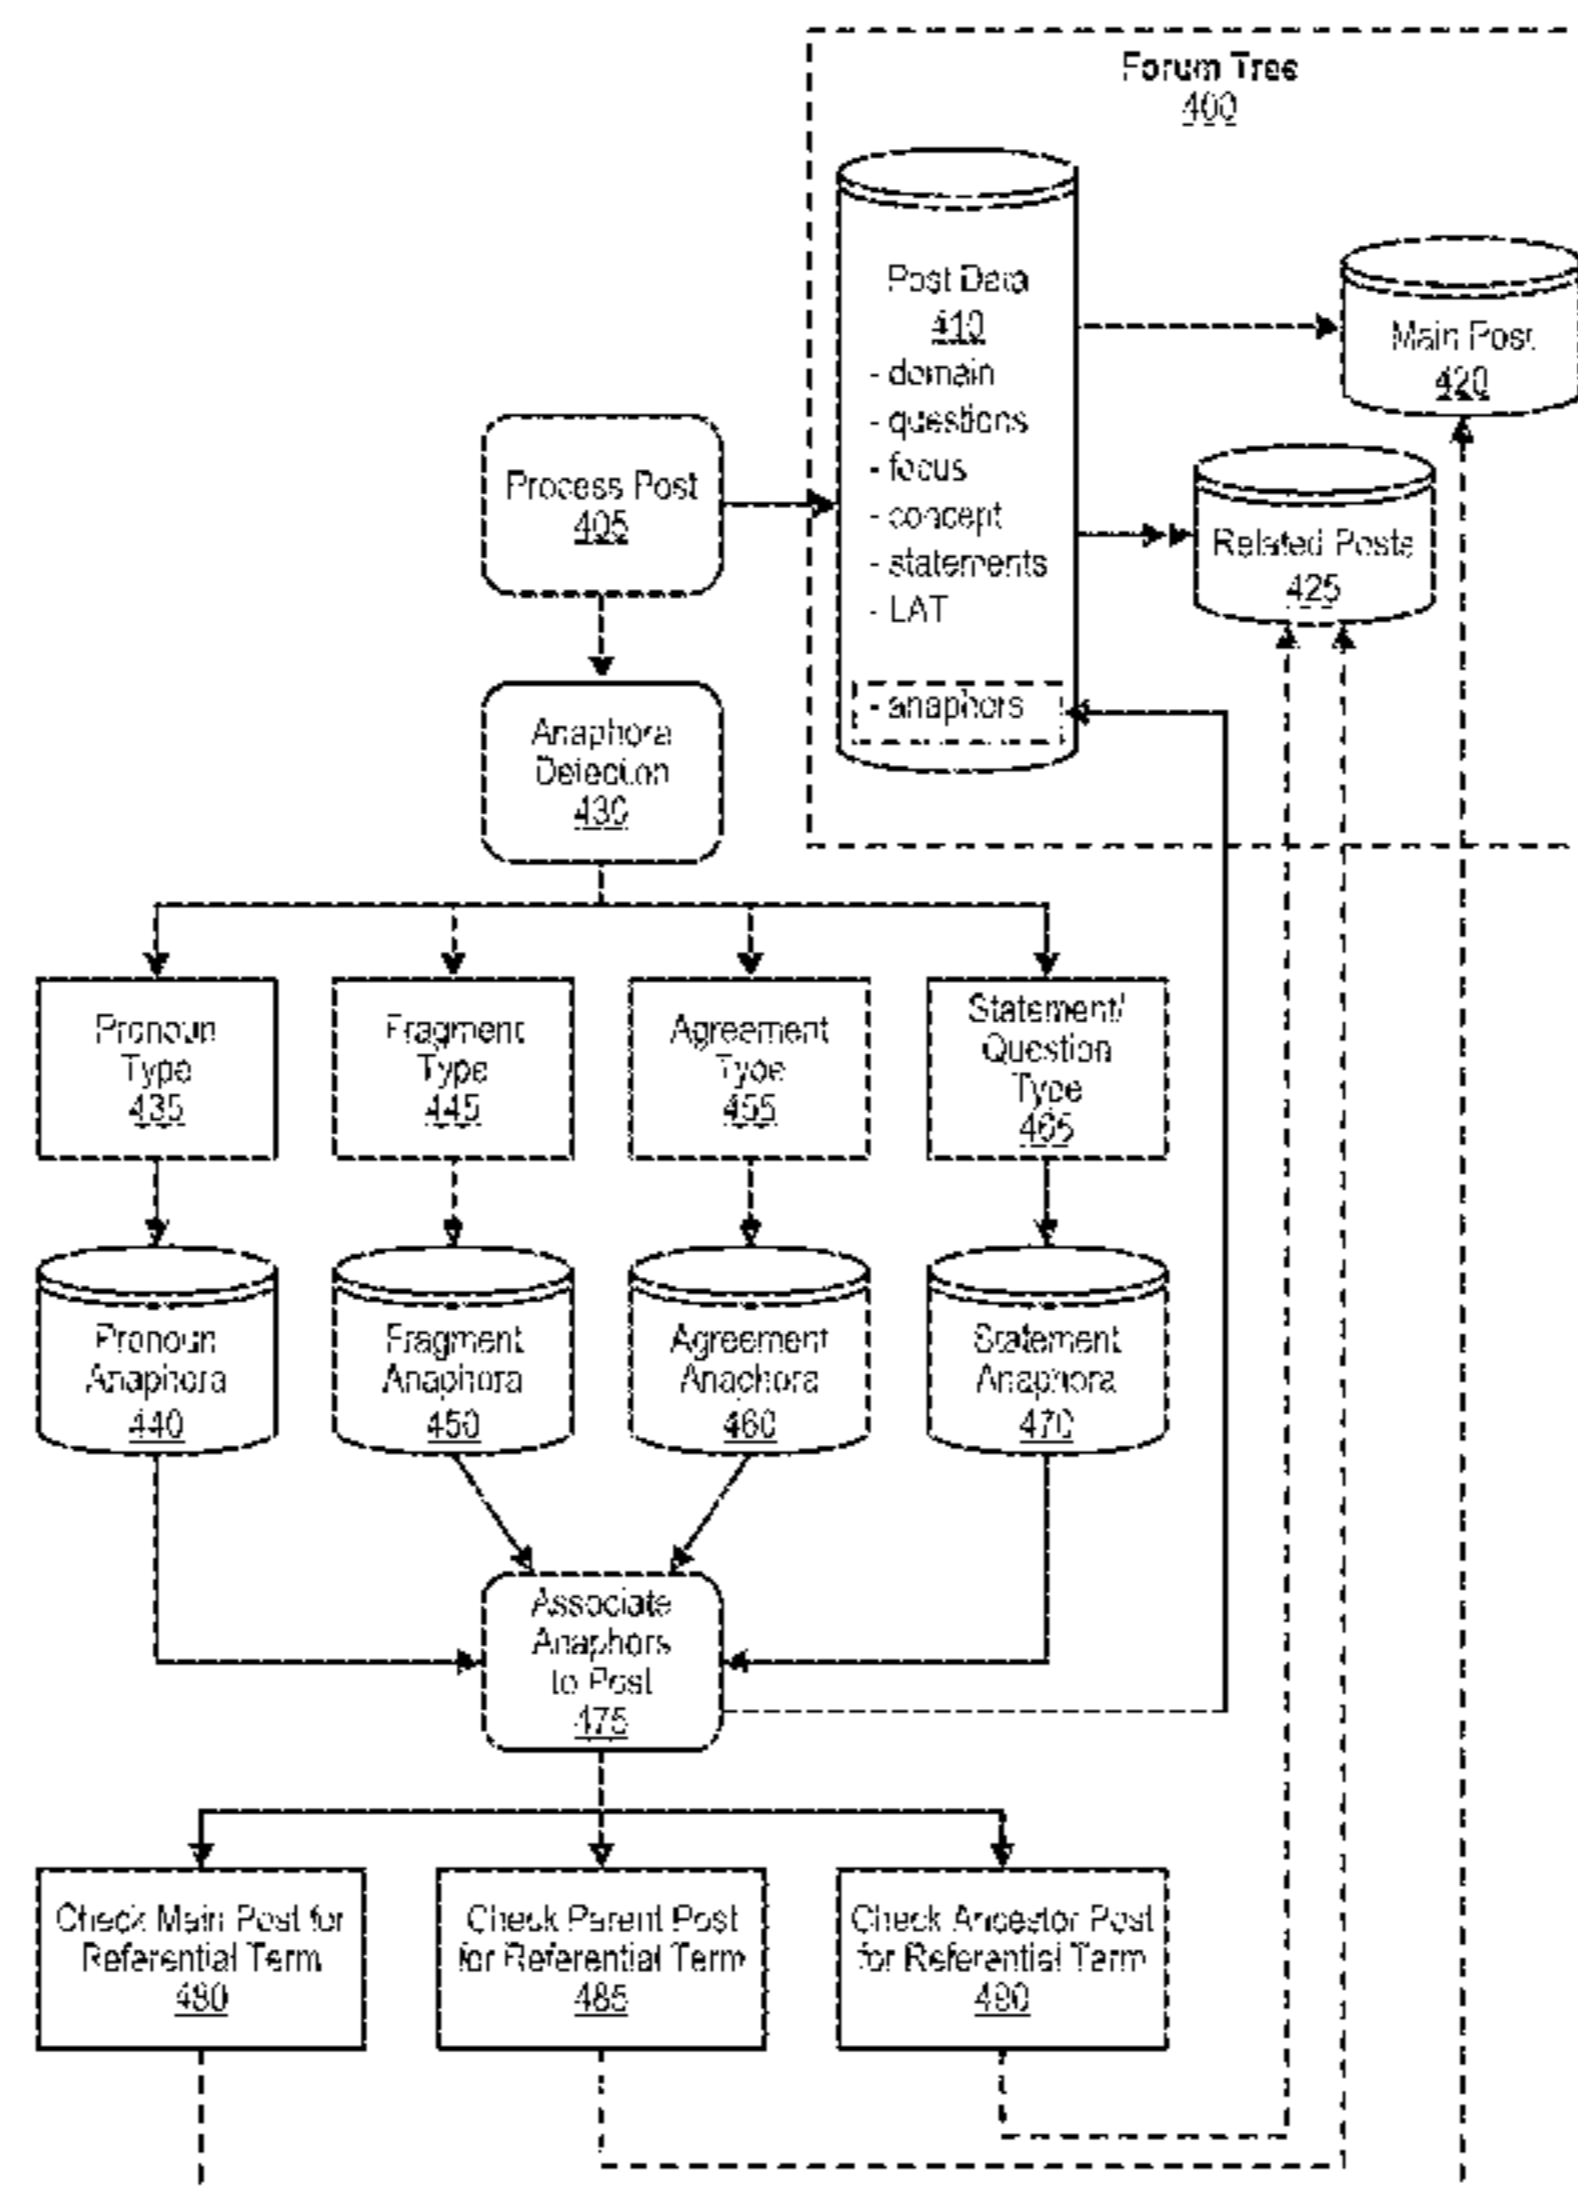 Forum Tree
400
Post Data
410
- domain
- questions
- focus
- concept
- statements
- LAT
- anaphors
Main Post
420
Related Posts
425
Process Post
405
Anaphora
Detection
430
Pronoun
Type
435
Fragment
Type
445
Agreement
Type
455
Statement/
Question
Type
465
Pronoun
Anaphora
440
Fragment
Anaphora
450
Agreement
Anaphora
460
Statement
Anaphora
470
Associate
Anaphors
to Post
475
Check Main Post for
Referential Term
480
Check Parent Post
for Referential Term
485
Check Ancestor Post
for Referential Term
490